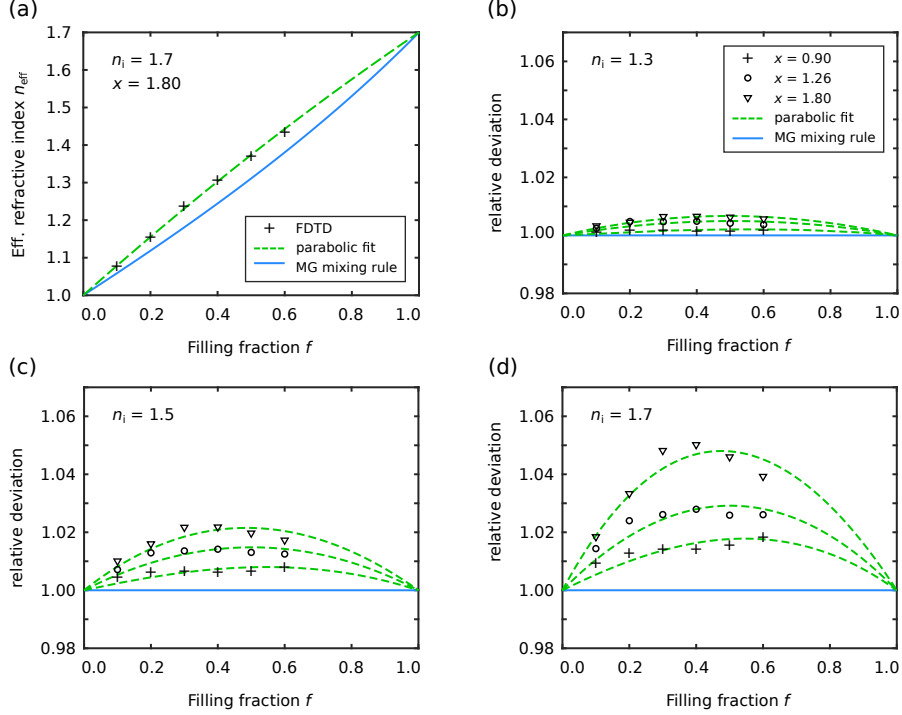 (a)
1.7
1.6
1.5
1.4
1.3
1.2
1.1
1.0
Eff. refractive index neff
ni = 1.7
x = 1.80
FDTD
parabolic fit
MG mixing rule
0.0 0.2 0.4 0.6 0.8 1.0
Filling fraction f
(b)
1.06
1.04
1.02
1.00
0.98
relative deviation
ni = 1.3
x = 0.90
x = 1.26
x = 1.80
parabolic fit
MG mixing rule
0.0 0.2 0.4 0.6 0.8 1.0
Filling fraction f
(c)
1.06
1.04
1.02
1.00
0.98
relative deviation
ni = 1.5
0.0 0.2 0.4 0.6 0.8 1.0
Filling fraction f
(d)
1.06
1.04
1.02
1.00
0.98
relative deviation
ni = 1.7
0.0 0.2 0.4 0.6 0.8 1.0
Filling fraction f